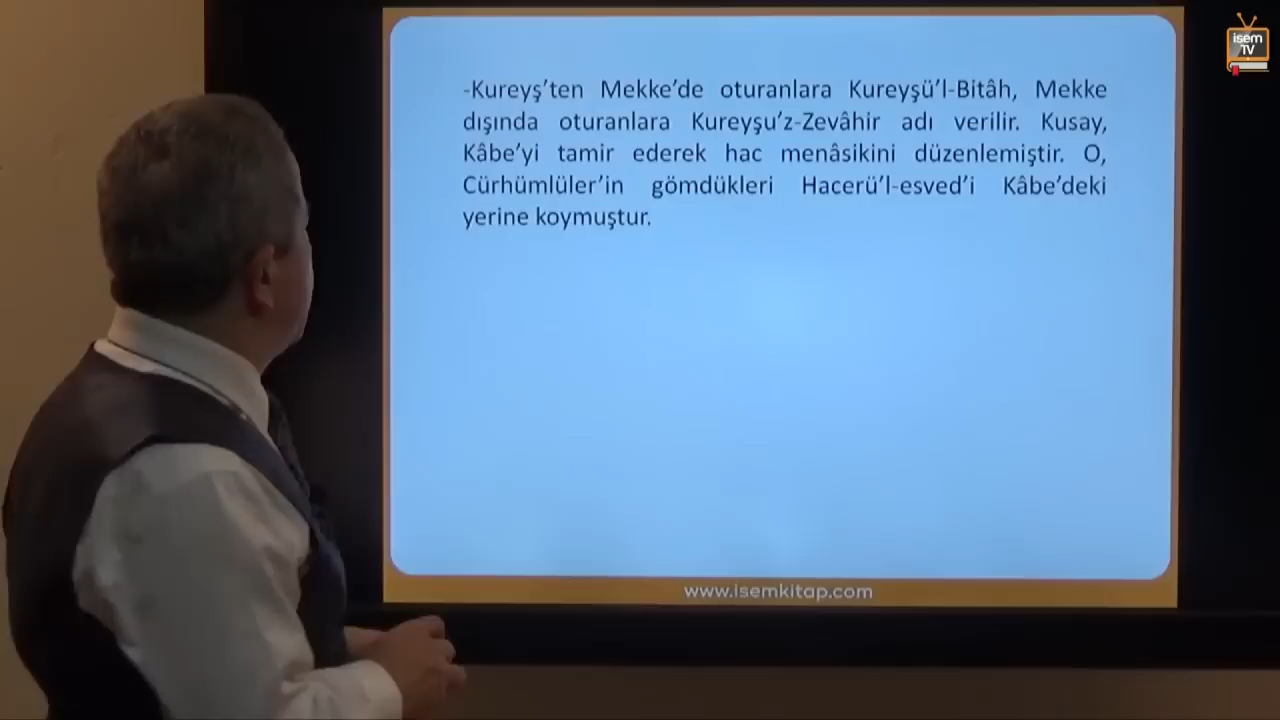 isem
TV
-Kureyş’ten Mekke’de oturanlara Kureyşü’l-Bitâh, Mekke
dışında oturanlara Kureyşu’z-Zevâhir adı verilir. Kusay,
Kâbe’yi tamir ederek hac menâsikini düzenlemiştir. O,
Cürhümlüler’in gömdükleri Hacerü’l-esved’i Kâbe’deki
yerine koymuştur.
www.isemkitap.com